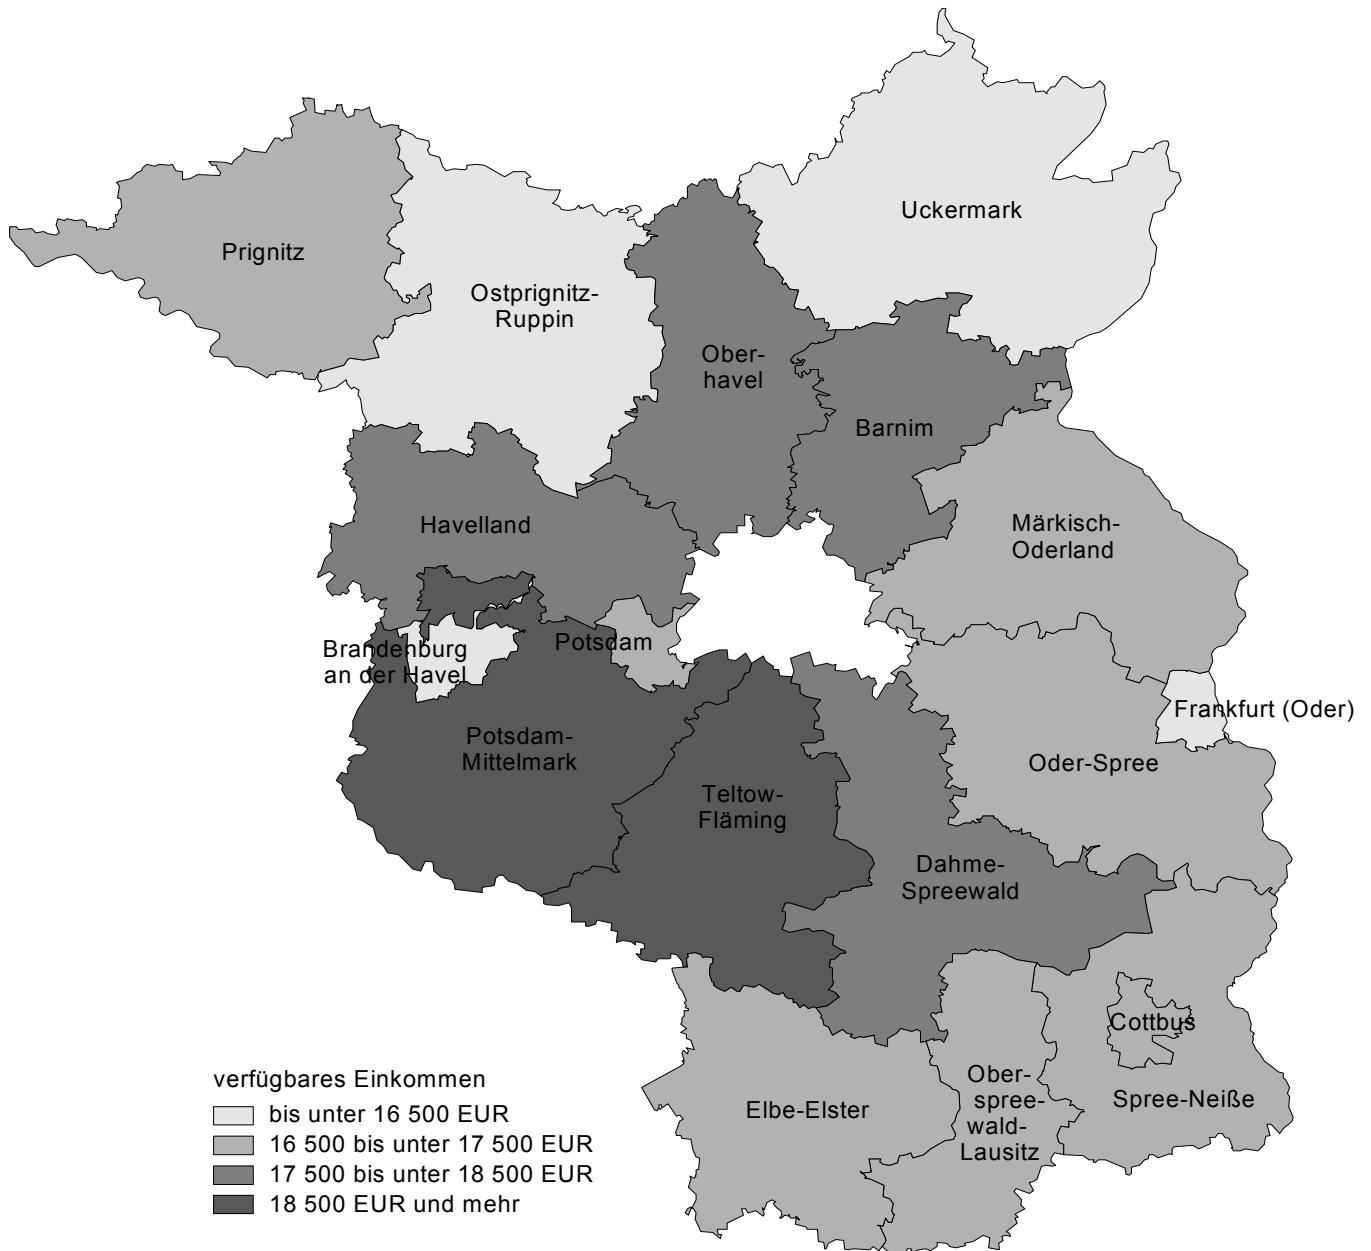 Uckermark
Prignitz
Ostprignitz-
Ruppin
Ober-
havel
Barnim
Havelland
Märkisch-
Oderland
Brandenburg
an der Havel
Potsdam
Frankfurt (Oder)
Potsdam-
Mittelmark
Oder-Spree
Teltow-
Fläming
Dahme-
Spreewald
Cottbus
Ober-
spree-
wald-
Lausitz
Elbe-Elster
Spree-Neiße
verfügbares Einkommen
bis unter 16 500 EUR
16 500 bis unter 17 500 EUR
17 500 bis unter 18 500 EUR
18 500 EUR und mehr